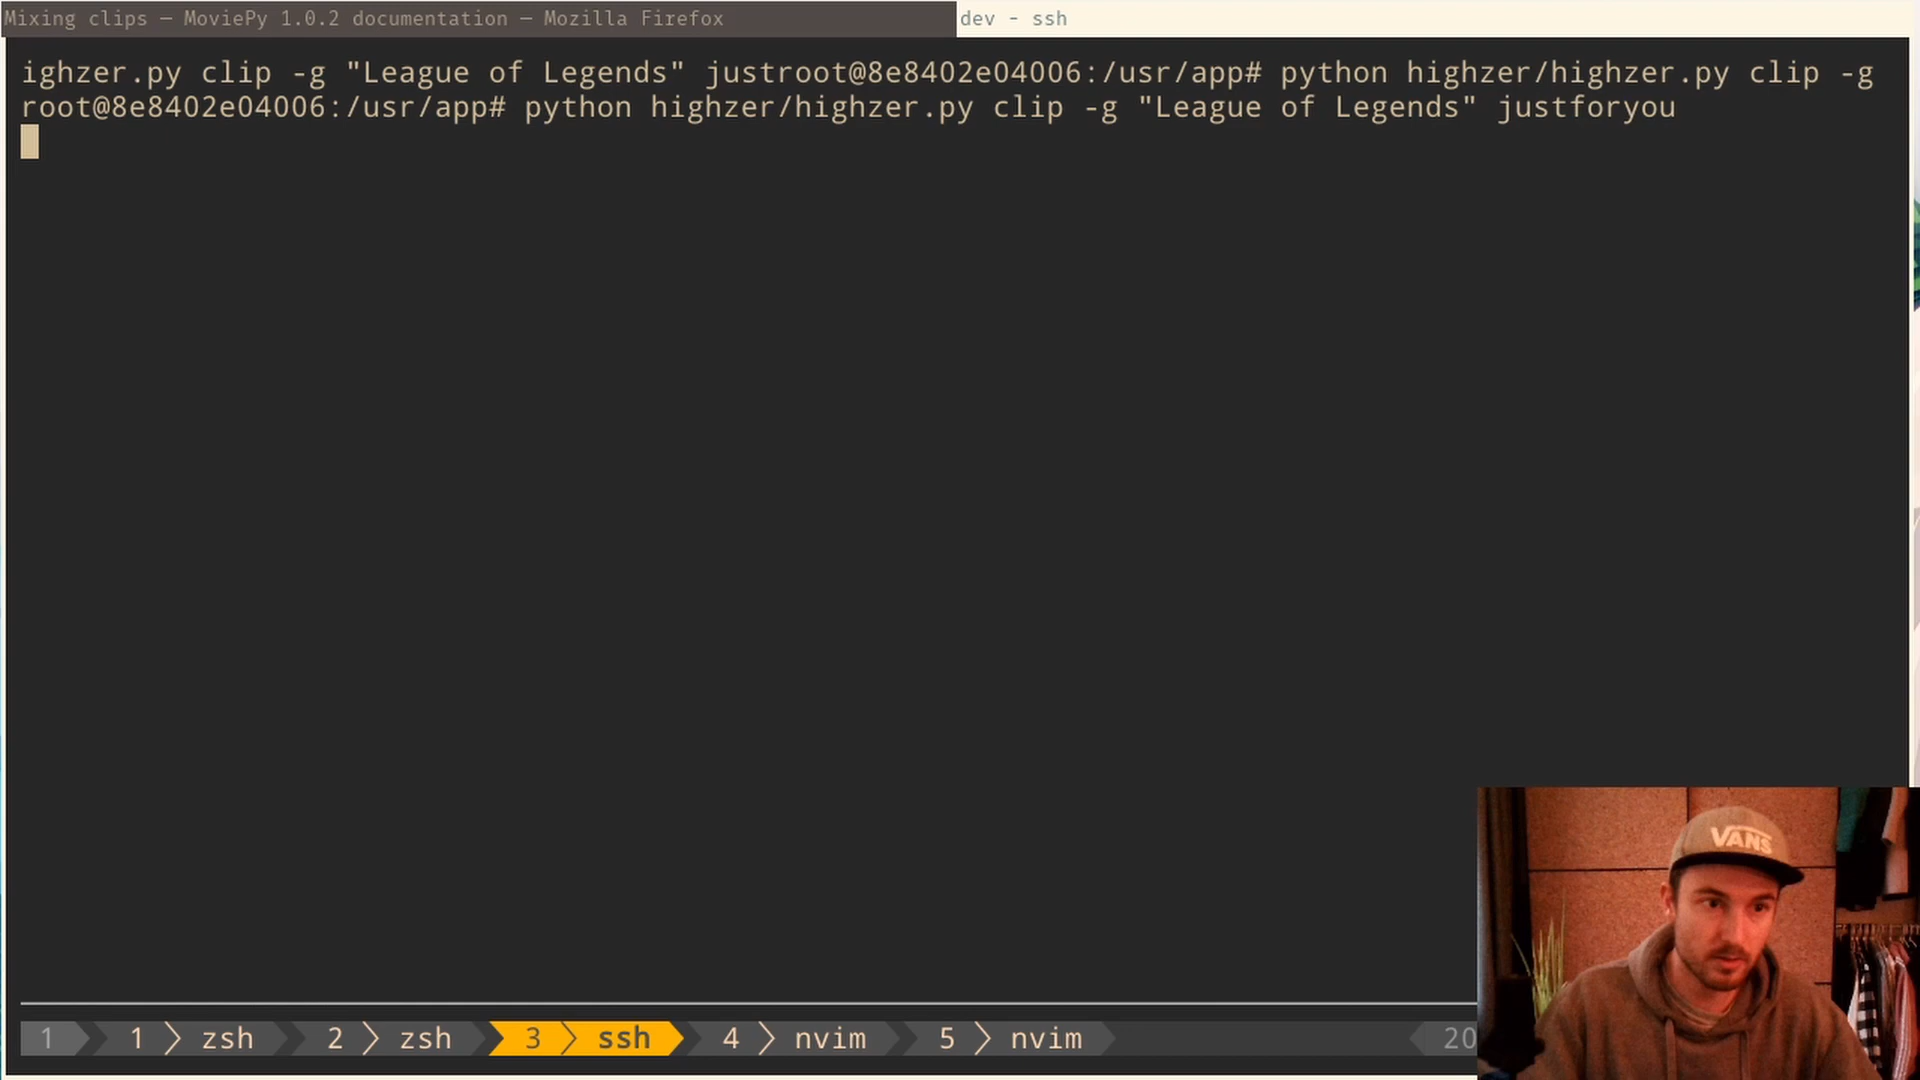 Mixing clips — MoviePy 1.0.2 documentation — Mozilla Firefox
dev - ssh
ighzer.py clip -g "League of Legends" justroot@8e8402e04006:/usr/app# python highzer/highzer.py clip -g
root@8e8402e04006:/usr/app# python highzer/highzer.py clip -g "League of Legends" justforyou
1 1 zsh 2 zsh 3 ssh 4 nvim 5 nvim 20
VANS